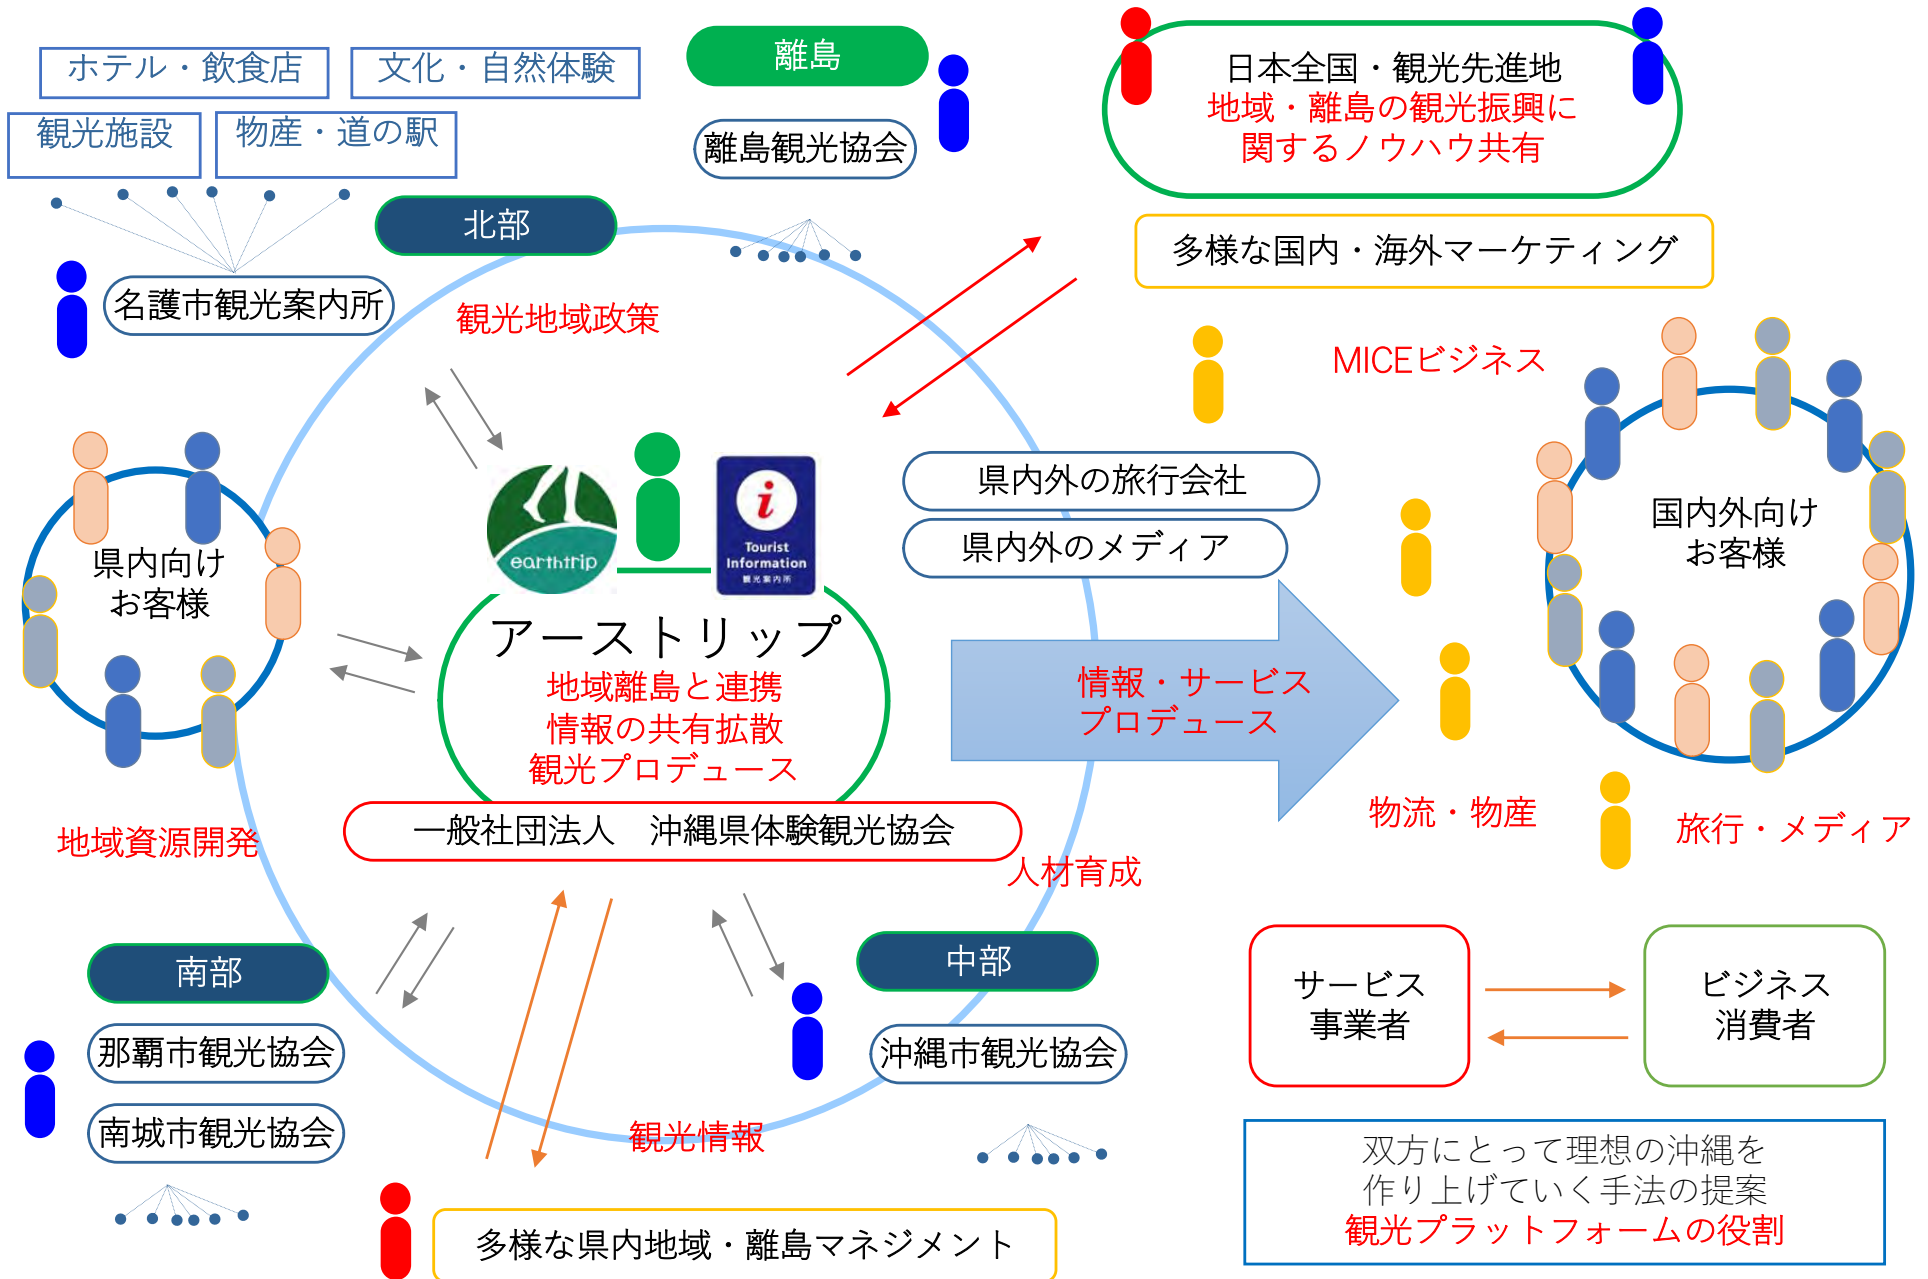 ホテル・飲食店
文化・自然体験
観光施設
物産・道の駅
離島
離島観光協会
日本全国・観光先進地
地域・離島の観光振興に
関するノウハウ共有
多様な国内・海外マーケティング
北部
名護市観光案内所
観光地域政策
MICEビジネス
県内外の旅行会社
県内外のメディア
国内外向け
お客様
県内向け
お客様
earthtrip
i
Tourist
Information
観光案内所
アーストリップ
地域離島と連携
情報の共有拡散
観光プロデュース
一般社団法人　沖縄県体験観光協会
情報・サービス
プロデュース
物流・物産
旅行・メディア
地域資源開発
人材育成
南部
那覇市観光協会
南城市観光協会
中部
沖縄市観光協会
観光情報
多様な県内地域・離島マネジメント
サービス
事業者
ビジネス
消費者
双方にとって理想の沖縄を
作り上げていく手法の提案
観光プラットフォームの役割